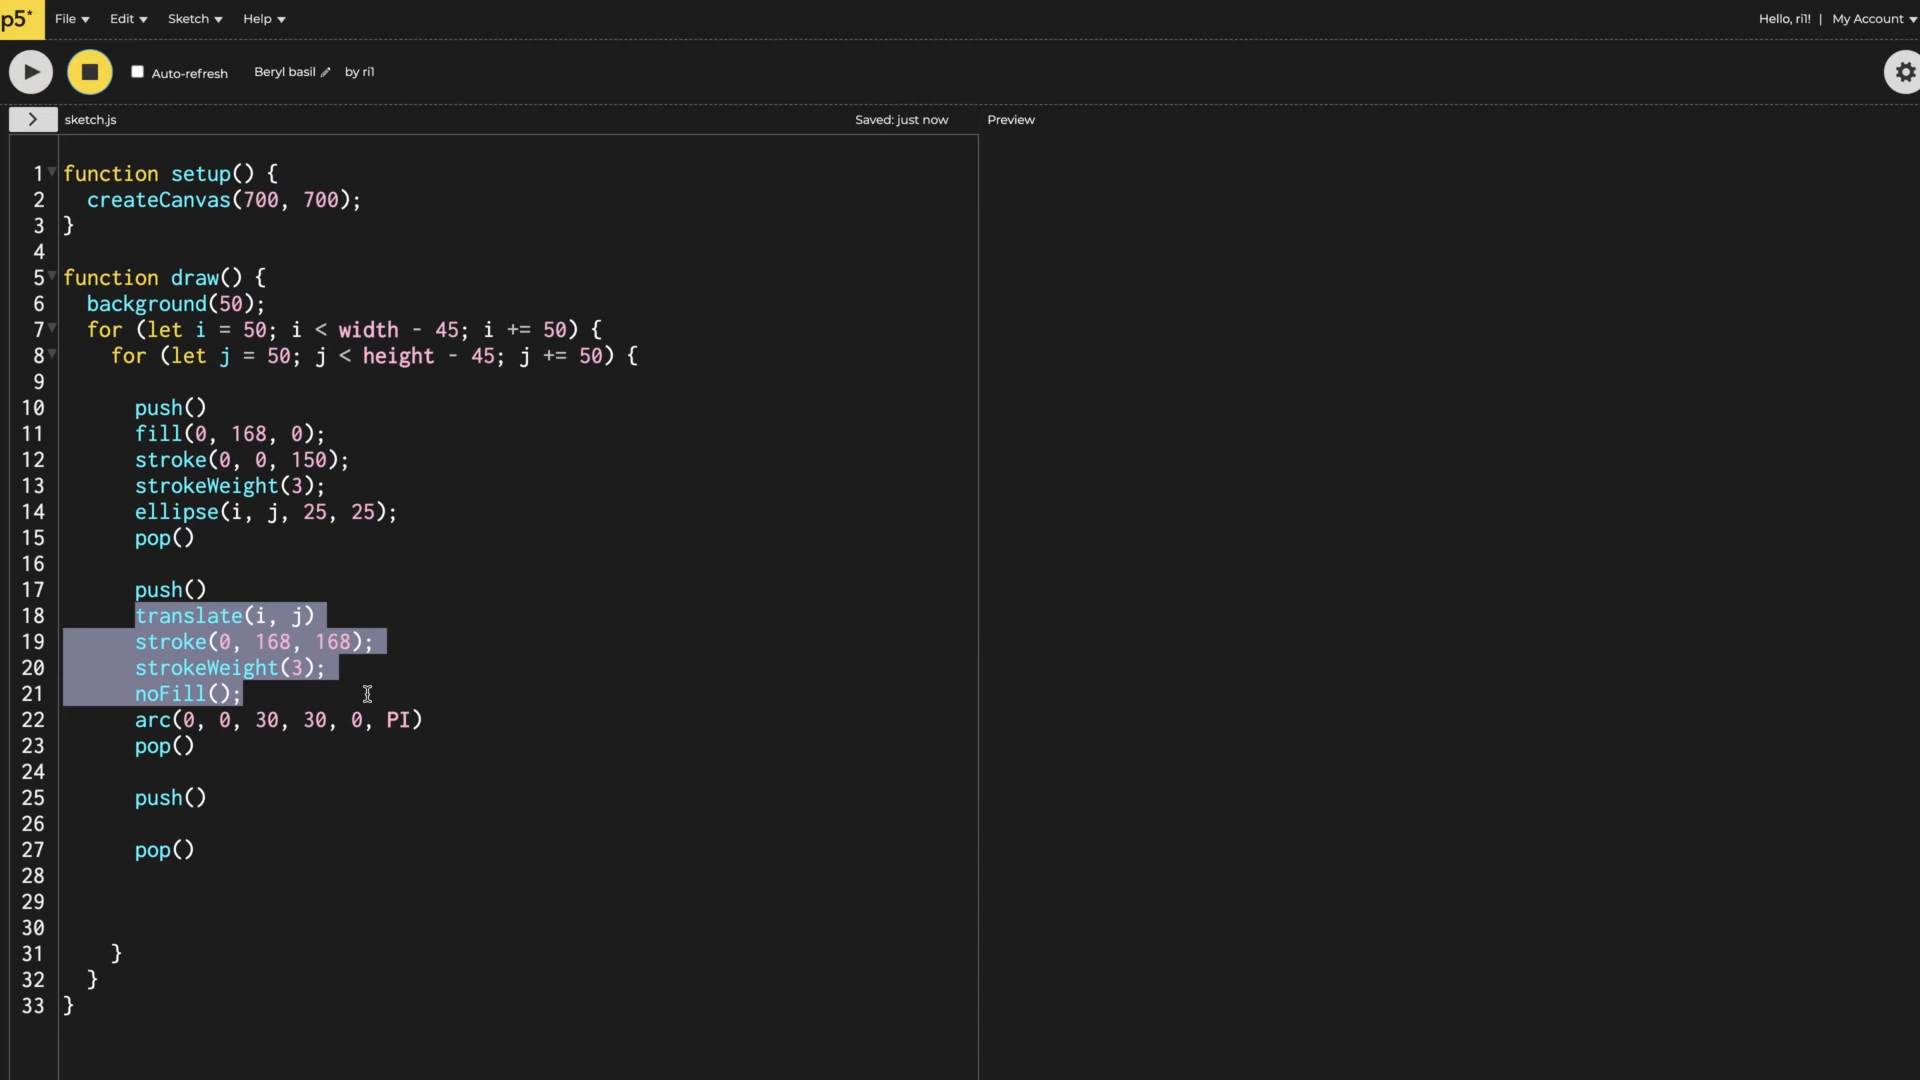 p5* File Edit Sketch Help Hello, ri1! | My Account
Auto-refresh Beryl basil by ri1
sketch.js Saved: just now Preview
1 function setup() {
2 createCanvas(700, 700);
3 }
4
5 function draw() {
6 background(50);
7 for (let i = 50; i < width - 45; i += 50) {
8 for (let j = 50; j < height - 45; j += 50) {
9
10 push()
11 fill(0, 168, 0);
12 stroke(0, 0, 150);
13 strokeWeight(3);
14 ellipse(i, j, 25, 25);
15 pop()
16
17 push()
18 translate(i, j)
19 stroke(0, 168, 168);
20 strokeWeight(3);
21 noFill();
22 arc(0, 0, 30, 30, 0, PI)
23 pop()
24
25 push()
26
27 pop()
28
29
30
31 }
32 }
33 }